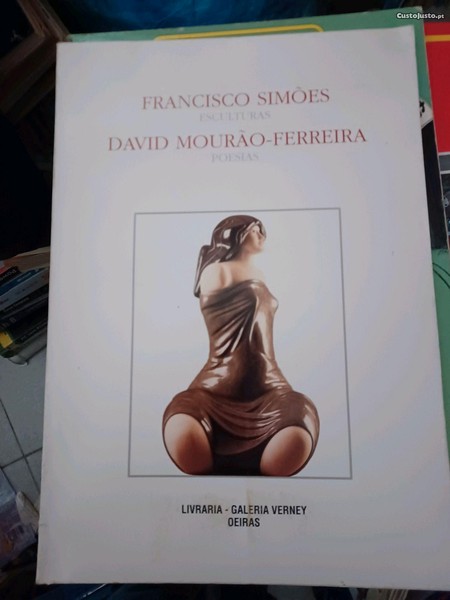 CustoJusto.pt
FRANCISCO SIMÕES
ESCULTURAS
DAVID MOURÃO-FERREIRA
POESIAS
LIVRARIA - GALERIA VERNEY
OEIRAS